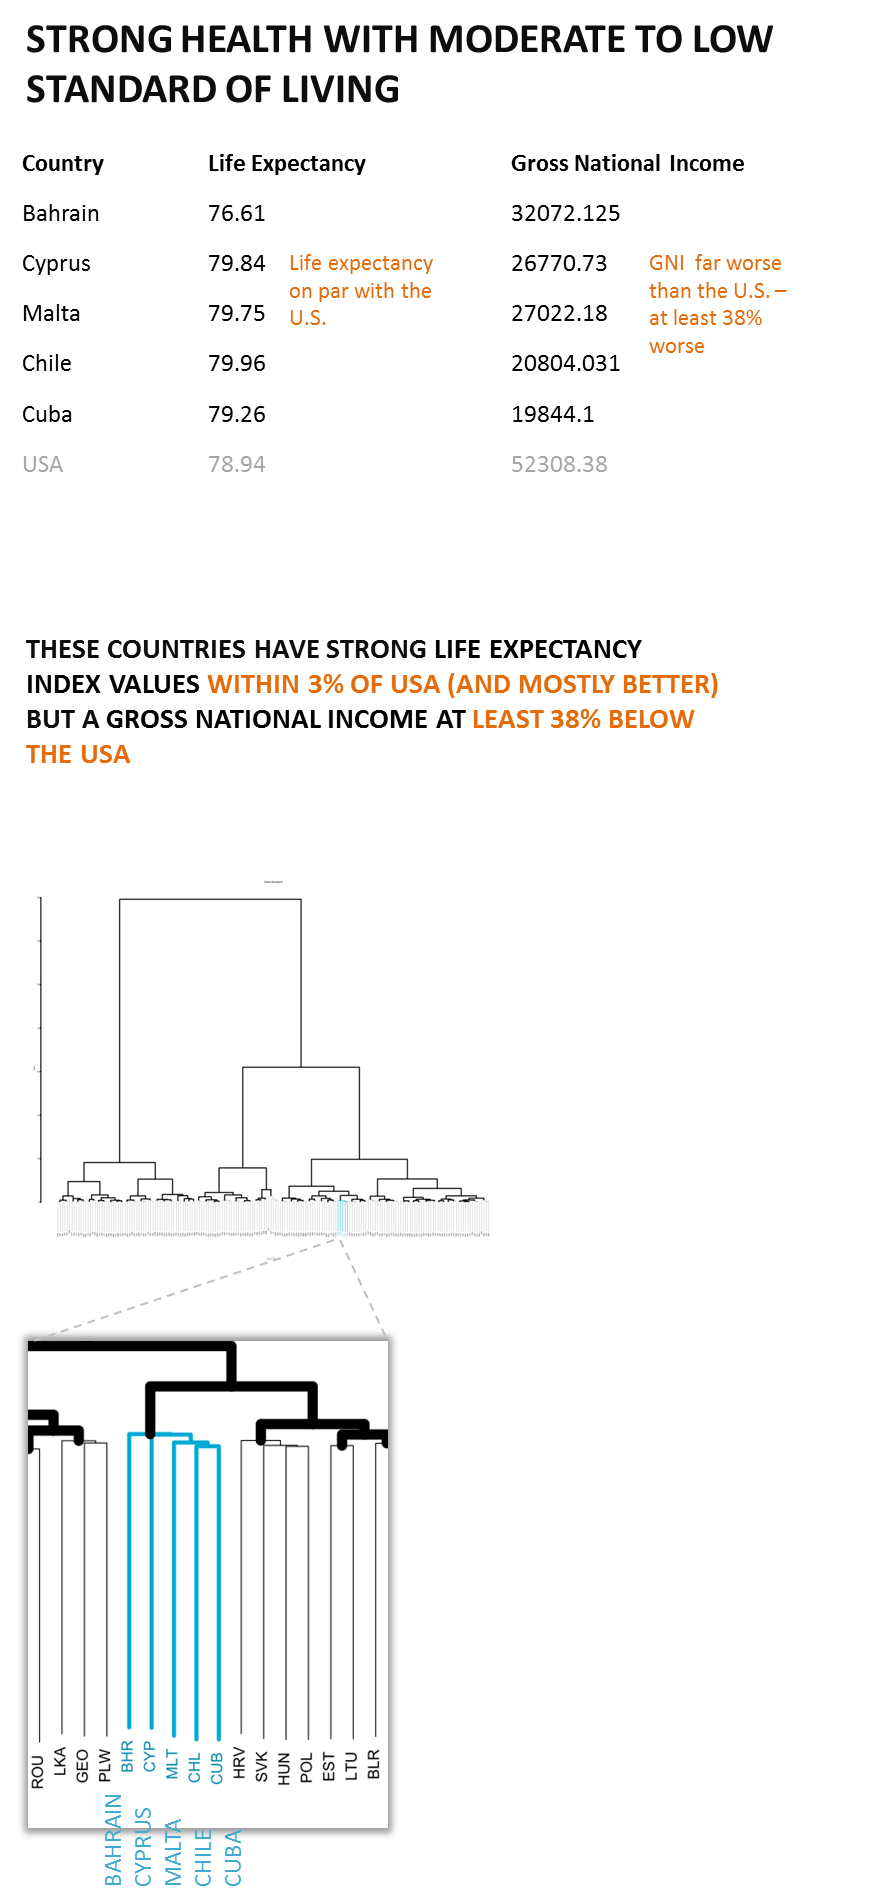 STRONG HEALTH WITH MODERATE TO LOW
STANDARD OF LIVING
Country Life Expectancy Gross National Income
Bahrain 76.61 32072.125
Cyprus 79.84 26770.73
Malta 79.75 27022.18
Chile 79.96 20804.031
Cuba 79.26 19844.1
USA 78.94 52308.38
Life expectancy
on par with the
U.S.
GNI far worse
than the U.S. –
at least 38%
worse
THESE COUNTRIES HAVE STRONG LIFE EXPECTANCY
INDEX VALUES WITHIN 3% OF USA (AND MOSTLY BETTER)
BUT A GROSS NATIONAL INCOME AT LEAST 38% BELOW
THE USA
ROU
LKA
GEO
PLW
BHR
CYP
MLT
CHL
CUB
HRV
SVK
HUN
POL
EST
LTU
BLR
BAHRAIN
CYPRUS
MALTA
CHILE
CUBA